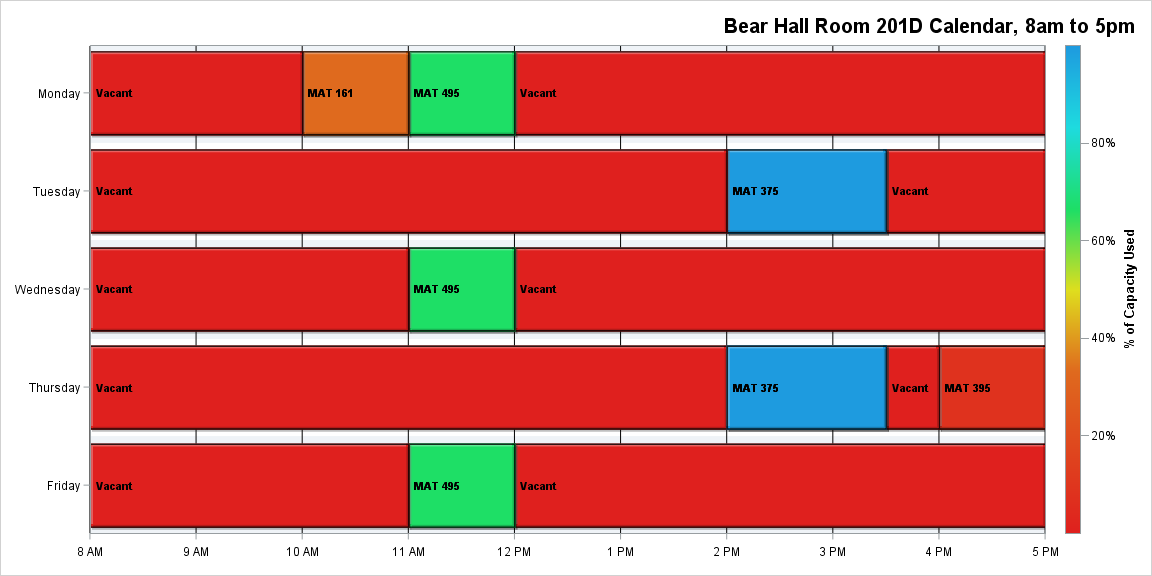 Bear Hall Room 201D Calendar, 8am to 5pm
Monday
Vacant
MAT 161
MAT 495
Vacant
Tuesday
Vacant
MAT 375
Vacant
Wednesday
Vacant
MAT 495
Vacant
Thursday
Vacant
MAT 375
Vacant
MAT 395
Friday
Vacant
MAT 495
Vacant
8 AM
9 AM
10 AM
11 AM
12 PM
1 PM
2 PM
3 PM
4 PM
5 PM
80%
60%
40%
20%
% of Capacity Used